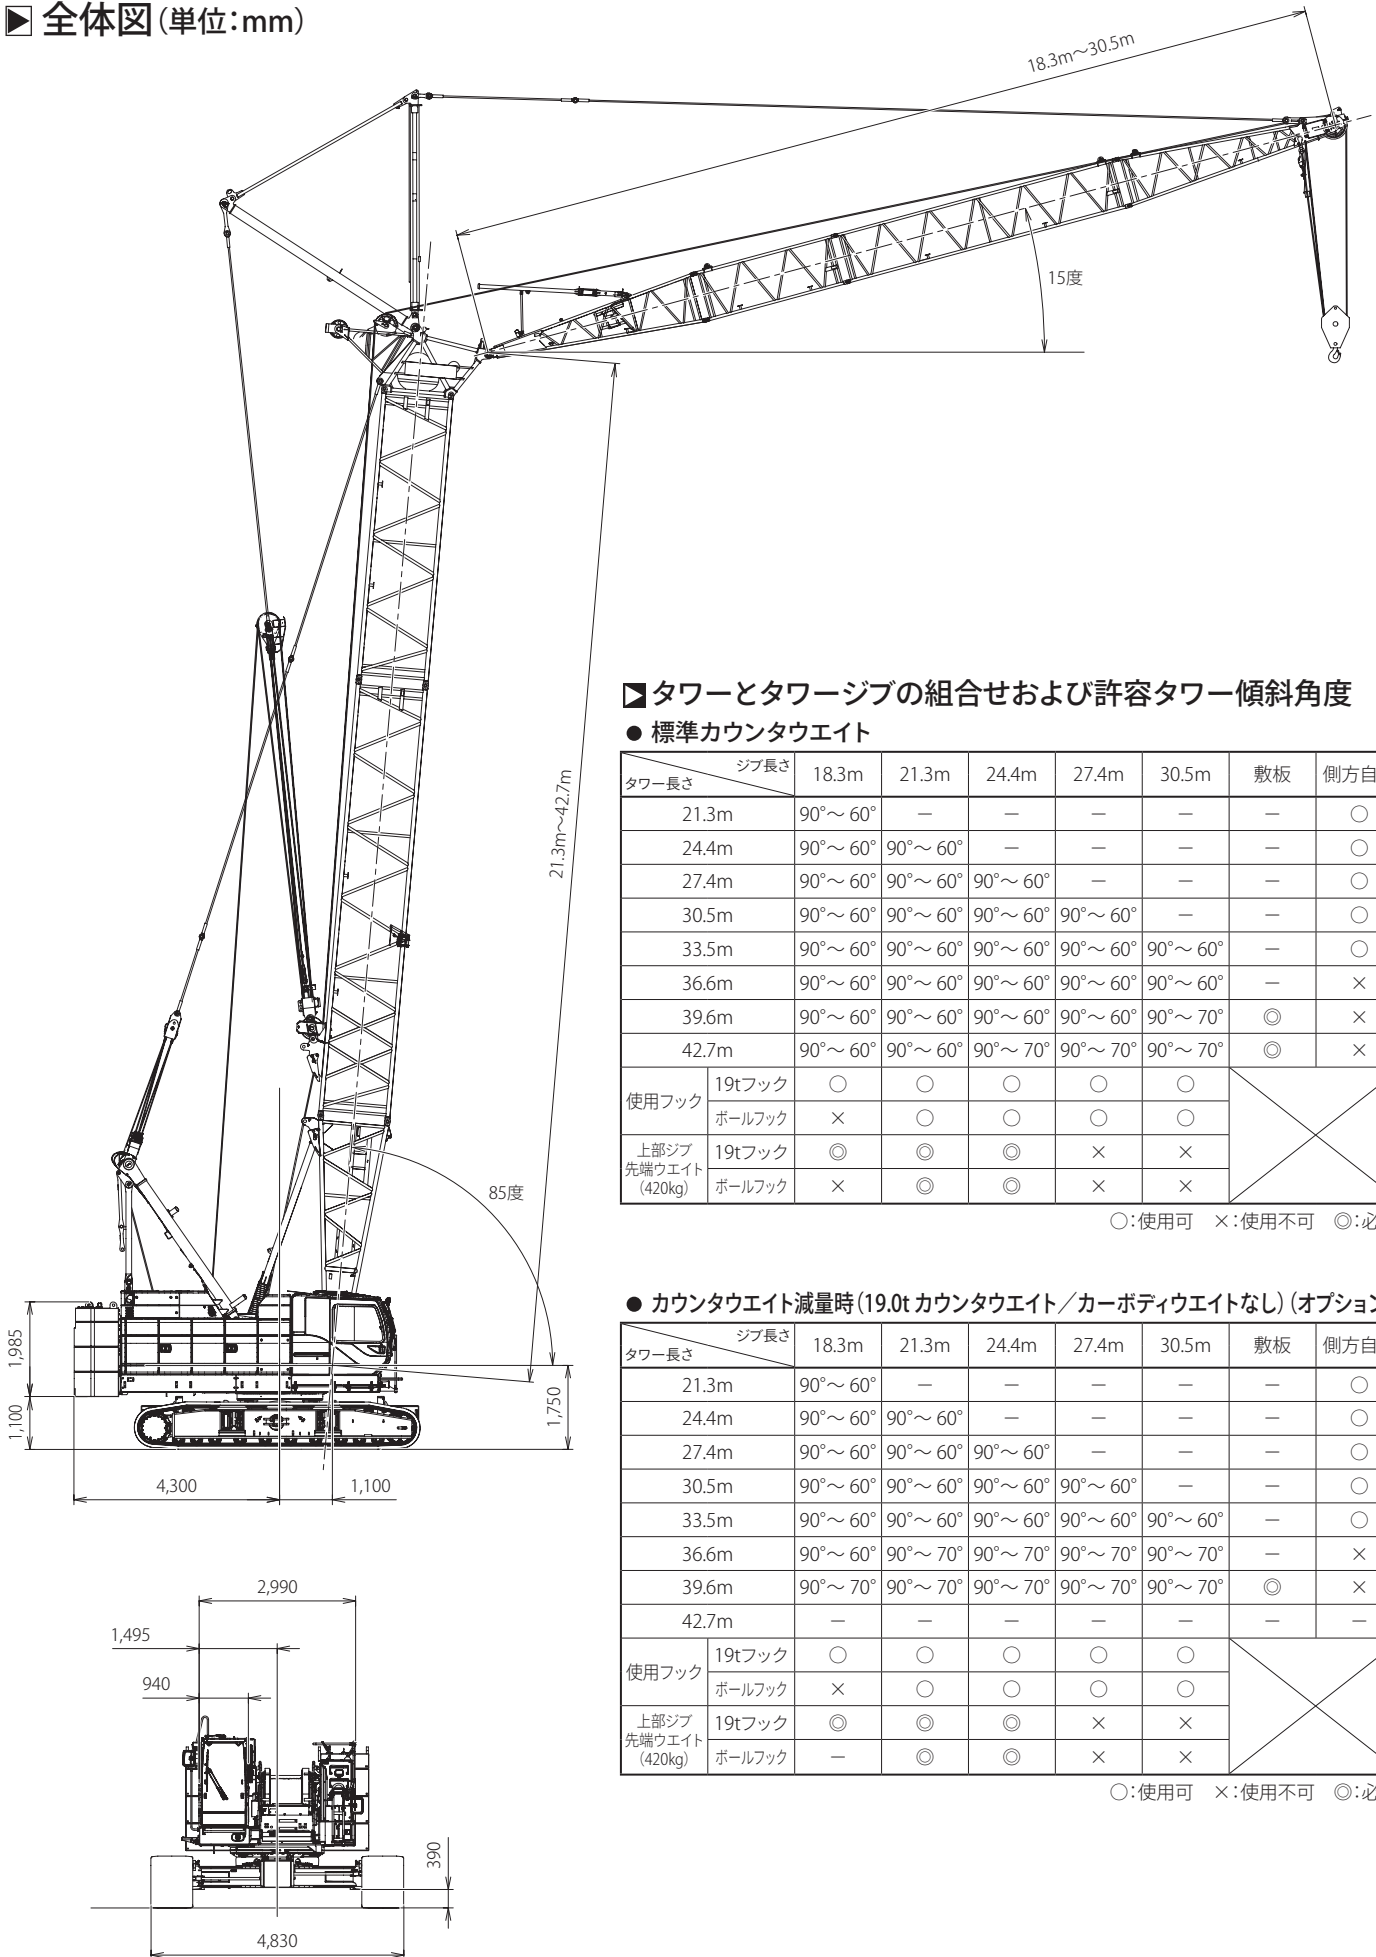 ▶ 全体図(単位:mm)
18.3m〜30.5m
15度
21.3m〜42.7m
85度
1,985
1,100
1,750
4,300
1,100
2,990
1,495
940
390
4,830
▶ タワーとタワージブの組合せおよび許容タワー傾斜角度
● 標準カウンタウエイト
ジブ長さ
タワー長さ 18.3m 21.3m 24.4m 27.4m 30.5m 敷板 側方自
21.3m 90°〜60° − − − − − ○
24.4m 90°〜60° 90°〜60° − − − − ○
27.4m 90°〜60° 90°〜60° 90°〜60° − − − ○
30.5m 90°〜60° 90°〜60° 90°〜60° 90°〜60° − − ○
33.5m 90°〜60° 90°〜60° 90°〜60° 90°〜60° 90°〜60° − ○
36.6m 90°〜60° 90°〜60° 90°〜60° 90°〜60° 90°〜60° − ×
39.6m 90°〜60° 90°〜60° 90°〜60° 90°〜60° 90°〜70° ◎ ×
42.7m 90°〜60° 90°〜60° 90°〜70° 90°〜70° 90°〜70° ◎ ×
使用フック 19tフック ○ ○ ○ ○ ○
ボールフック × ○ ○ ○ ○
上部ジブ
先端ウエイト
(420kg)
19tフック ◎ ◎ ◎ × ×
ボールフック × ◎ ◎ × ×
○:使用可 ×:使用不可 ◎:必
● カウンタウエイト減量時(19.0t カウンタウエイト/カーボディウエイトなし)(オプション
ジブ長さ
タワー長さ 18.3m 21.3m 24.4m 27.4m 30.5m 敷板 側方自
21.3m 90°〜60° − − − − − ○
24.4m 90°〜60° 90°〜60° − − − − ○
27.4m 90°〜60° 90°〜60° 90°〜60° − − − ○
30.5m 90°〜60° 90°〜60° 90°〜60° 90°〜60° − − ○
33.5m 90°〜60° 90°〜60° 90°〜60° 90°〜60° 90°〜60° − ○
36.6m 90°〜60° 90°〜70° 90°〜70° 90°〜70° 90°〜70° − ×
39.6m 90°〜70° 90°〜70° 90°〜70° 90°〜70° 90°〜70° ◎ ×
42.7m − − − − − − −
使用フック 19tフック ○ ○ ○ ○ ○
ボールフック × ○ ○ ○ ○
上部ジブ
先端ウエイト
(420kg)
19tフック ◎ ◎ ◎ × ×
ボールフック − ◎ ◎ × ×
○:使用可 ×:使用不可 ◎:必